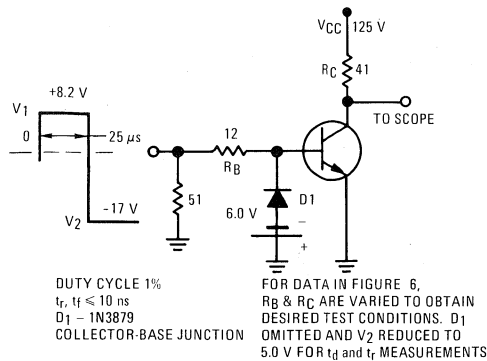 VCC 125 V
RC 41
TO SCOPE
+8.2 V
V1
0
25 μs
V2
-17 V
12
RB
51
D1
6.0 V
−
+
DUTY CYCLE 1%
tr, tf ≤ 10 ns
D1 – 1N3879
COLLECTOR-BASE JUNCTION
FOR DATA IN FIGURE 6,
RB & RC ARE VARIED TO OBTAIN
DESIRED TEST CONDITIONS. D1
OMITTED AND V2 REDUCED TO
5.0 V FOR td and tr MEASUREMENTS